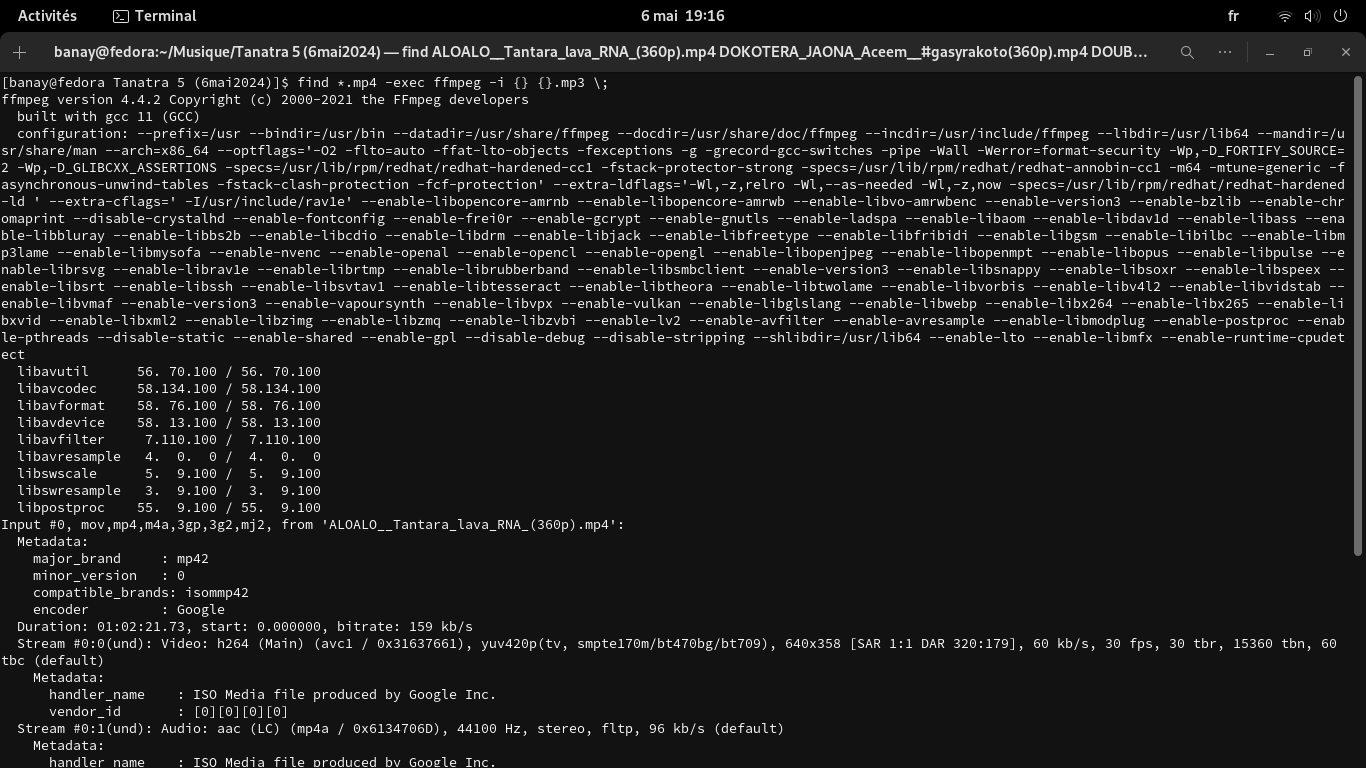 Activités
Terminal
6 mai 19:16
fr
banay@fedora:~/Musique/Tanatra 5 (6mai2024) — find ALOALO__Tantara_lava_RNA_(360p).mp4 DOKOTERA_JAONA_Aceem__#gasyrakoto(360p).mp4 DOUB…
[banay@fedora Tanatra 5 (6mai2024)]$ find *.mp4 -exec ffmpeg -i {} {}.mp3 \;
ffmpeg version 4.4.2 Copyright (c) 2000-2021 the FFmpeg developers
  built with gcc 11 (GCC)
  configuration: --prefix=/usr --bindir=/usr/bin --datadir=/usr/share/ffmpeg --docdir=/usr/share/doc/ffmpeg --incdir=/usr/include/ffmpeg --libdir=/usr/lib64 --mandir=/u
sr/share/man --arch=x86_64 --optflags='-O2 -flto=auto -ffat-lto-objects -fexceptions -g -grecord-gcc-switches -pipe -Wall -Werror=format-security -Wp,-D_FORTIFY_SOURCE=
2 -Wp,-D_GLIBCXX_ASSERTIONS -specs=/usr/lib/rpm/redhat/redhat-hardened-cc1 -fstack-protector-strong -specs=/usr/lib/rpm/redhat/redhat-annobin-cc1 -m64 -mtune=generic -f
asynchronous-unwind-tables -fstack-clash-protection -fcf-protection' --extra-ldflags='-Wl,-z,relro -Wl,--as-needed -Wl,-z,now -specs=/usr/lib/rpm/redhat/redhat-hardened
-ld ' --extra-cflags=' -I/usr/include/rav1e' --enable-libopencore-amrnb --enable-libopencore-amrwb --enable-libvo-amrwbenc --enable-version3 --enable-bzlib --enable-chr
omaprint --disable-crystalhd --enable-fontconfig --enable-frei0r --enable-gcrypt --enable-gnutls --enable-ladspa --enable-libaom --enable-libdav1d --enable-libass --ena
ble-libbluray --enable-libbs2b --enable-libcdio --enable-libdrm --enable-libjack --enable-libfreetype --enable-libfribidi --enable-libgsm --enable-libilbc --enable-libm
p3lame --enable-libmysofa --enable-nvenc --enable-openal --enable-opencl --enable-opengl --enable-libopenjpeg --enable-libopenmpt --enable-libopus --enable-libpulse --e
nable-librsvg --enable-librav1e --enable-librtmp --enable-librubberband --enable-libsmbclient --enable-version3 --enable-libsnappy --enable-libsoxr --enable-libspeex --
enable-libsrt --enable-libssh --enable-libsvtav1 --enable-libtesseract --enable-libtheora --enable-libtwolame --enable-libvorbis --enable-libv4l2 --enable-libvidstab --
enable-libvmaf --enable-version3 --enable-vapoursynth --enable-libvpx --enable-vulkan --enable-libglslang --enable-libwebp --enable-libx264 --enable-libx265 --enable-li
bxvid --enable-libxml2 --enable-libzimg --enable-libzmq --enable-libzvbi --enable-lv2 --enable-avfilter --enable-avresample --enable-libmodplug --enable-postproc --enab
le-pthreads --disable-static --enable-shared --enable-gpl --disable-debug --disable-stripping --shlibdir=/usr/lib64 --enable-lto --enable-libmfx --enable-runtime-cpudet
ect
  libavutil      56. 70.100 / 56. 70.100
  libavcodec     58.134.100 / 58.134.100
  libavformat    58. 76.100 / 58. 76.100
  libavdevice    58. 13.100 / 58. 13.100
  libavfilter     7.110.100 /  7.110.100
  libavresample   4.  0.  0 /  4.  0.  0
  libswscale      5.  9.100 /  5.  9.100
  libswresample   3.  9.100 /  3.  9.100
  libpostproc    55.  9.100 / 55.  9.100
Input #0, mov,mp4,m4a,3gp,3g2,mj2, from 'ALOALO__Tantara_lava_RNA_(360p).mp4':
  Metadata:
    major_brand     : mp42
    minor_version   : 0
    compatible_brands: isommp42
    encoder         : Google
  Duration: 01:02:21.73, start: 0.000000, bitrate: 159 kb/s
  Stream #0:0(und): Video: h264 (Main) (avc1 / 0x31637661), yuv420p(tv, smpte170m/bt470bg/bt709), 640x358 [SAR 1:1 DAR 320:179], 60 kb/s, 30 fps, 30 tbr, 15360 tbn, 60
tbc (default)
    Metadata:
      handler_name    : ISO Media file produced by Google Inc.
      vendor_id       : [0][0][0][0]
  Stream #0:1(und): Audio: aac (LC) (mp4a / 0x6134706D), 44100 Hz, stereo, fltp, 96 kb/s (default)
    Metadata:
      handler_name    : ISO Media file produced by Google Inc.